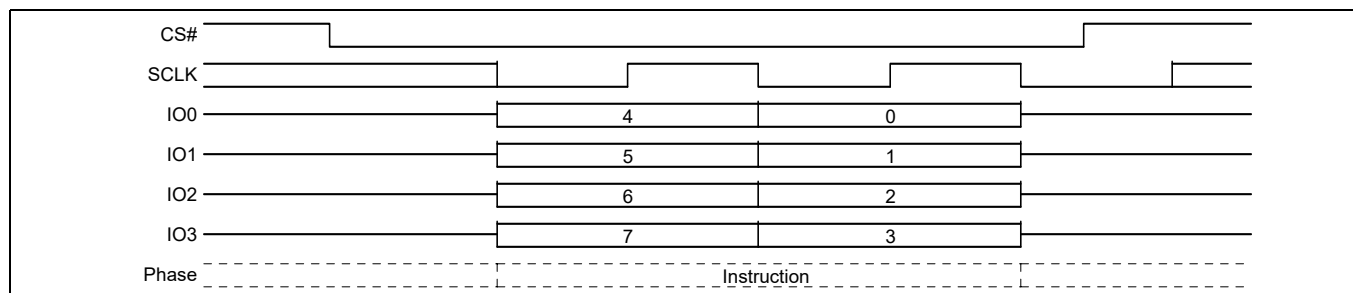 CS#
SCLK
IO0 4 0
IO1 5 1
IO2 6 2
IO3 7 3
Phase Instruction